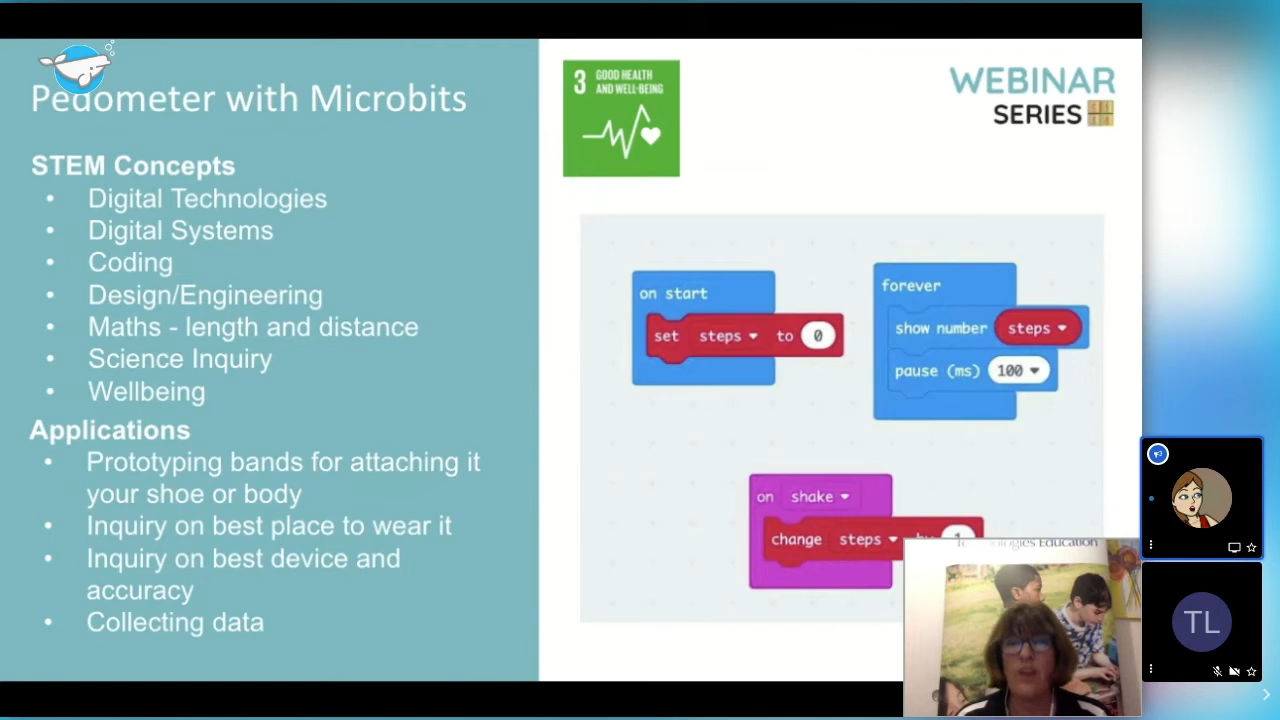 Pedometer with Microbits
STEM Concepts
• Digital Technologies
• Digital Systems
• Coding
• Design/Engineering
• Maths - length and distance
• Science Inquiry
• Wellbeing
Applications
• Prototyping bands for attaching it
your shoe or body
• Inquiry on best place to wear it
• Inquiry on best device and
accuracy
• Collecting data
3 GOOD HEALTH
AND WELL-BEING
WEBINAR
SERIES
on start
set steps to 0
forever
show number steps
pause (ms) 100
on shake
change steps
Education
TL